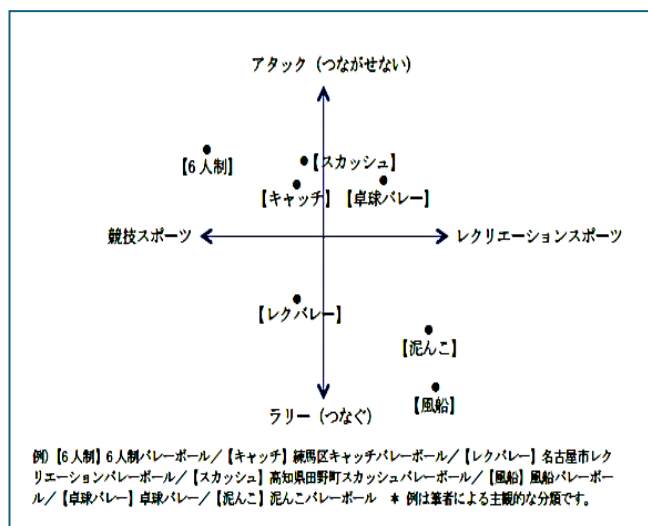 アタック（つながせない）
【6人制】
【スカッシュ】
【キャッチ】
【卓球バレー】
競技スポーツ
レクリエーションスポーツ
【レクバレー】
【泥んこ】
【風船】
ラリー（つなぐ）
例）【6人制】6人制バレーボール／【キャッチ】練馬区キャッチバレーボール／【レクバレー】名古屋市レク
リエーションバレーボール／【スカッシュ】高知県田野町スカッシュバレーボール／【風船】風船バレーボー
ル／【卓球バレー】卓球バレー／【泥んこ】泥んこバレーボール　＊ 例は筆者による主観的な分類です。